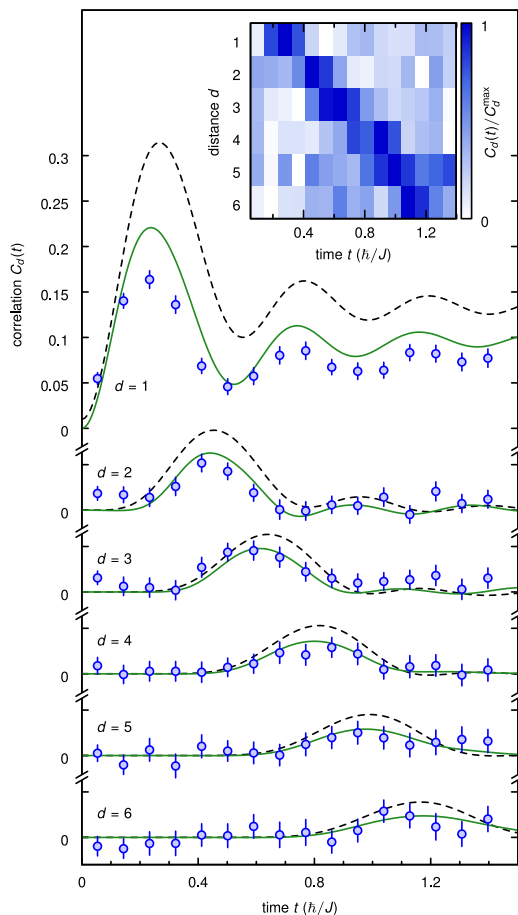 1
2
3
4
5
6
distance d
0.4
0.8
1.2
time t (ℏ/J)
1
0
C_d(t)/C_d^max
0.3
0.25
0.2
0.15
0.1
0.05
0
correlation C_d(t)
d = 1
d = 2
0
d = 3
0
d = 4
0
d = 5
0
d = 6
0
0
0.4
0.8
1.2
time t (ℏ/J)